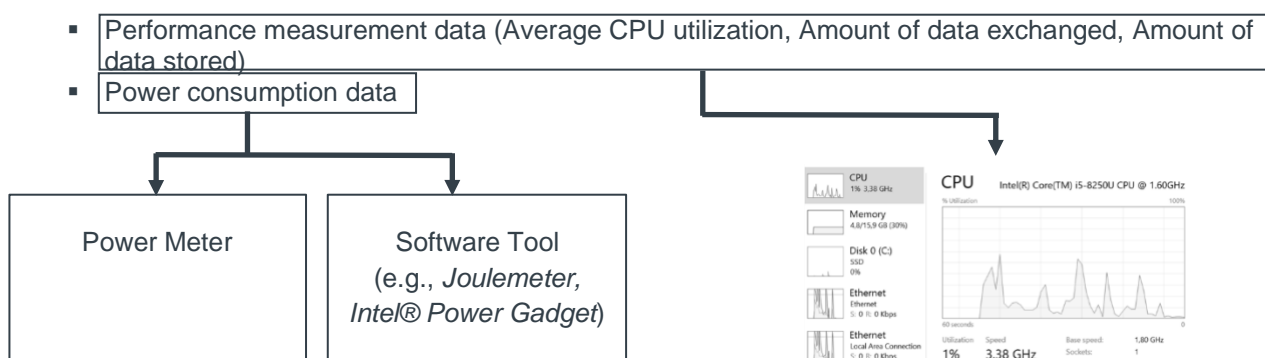 ▪ Performance measurement data (Average CPU utilization, Amount of data exchanged, Amount of
data stored)
▪ Power consumption data
Power Meter
Software Tool
(e.g., Joulemeter,
Intel® Power Gadget)
CPU
1% 3,38 GHz
Memory
4,8/15,9 GB (30%)
Disk 0 (C:)
SSD
0%
Ethernet
Ethernet
S: 0 R: 0 Kbps
Ethernet
Local Area Connection
S: 0 R: 0 Kbps
CPU Intel(R) Core(TM) i5-8250U CPU @ 1.60GHz
% Utilization 100%
60 seconds 0
Utilization Speed Base speed: 1,80 GHz
1% 3,38 GHz Sockets: 1